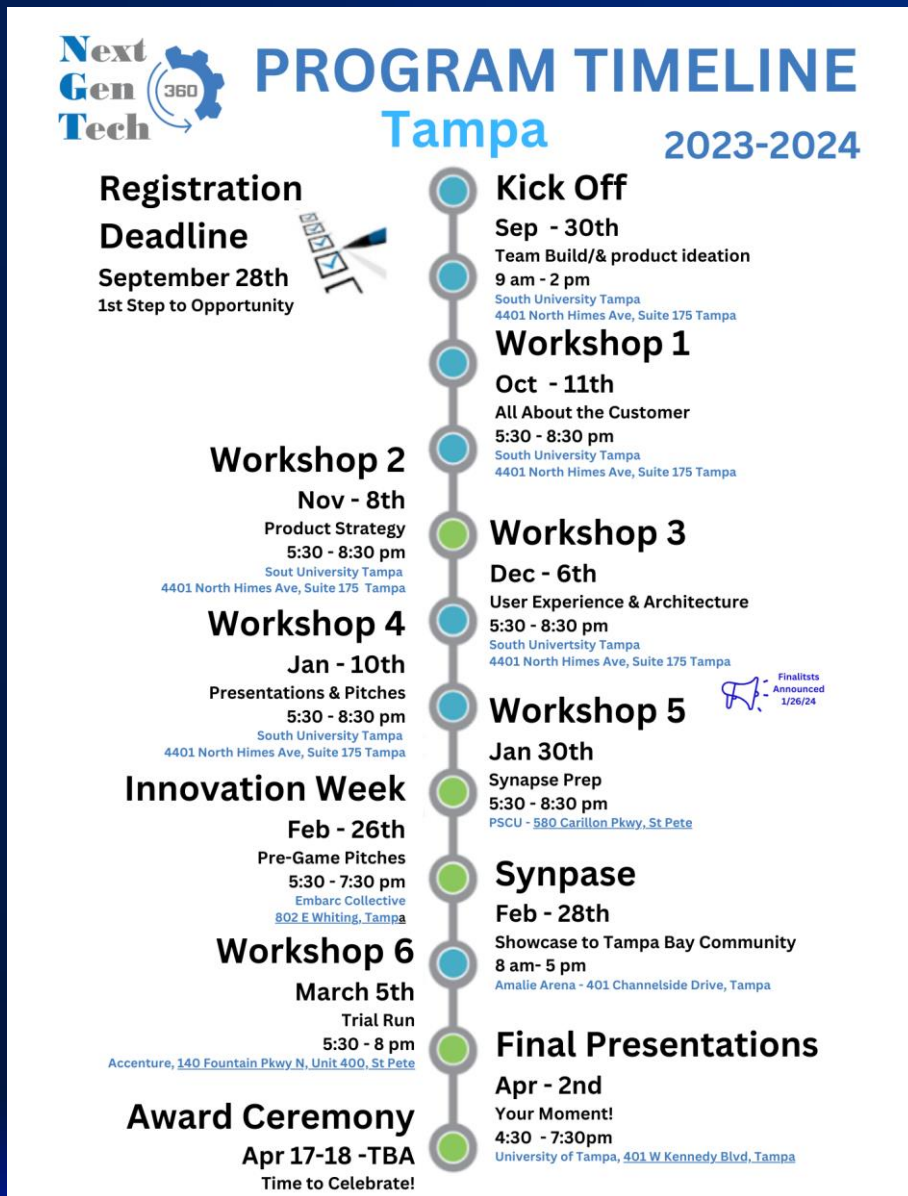 Next
Gen
Tech
360
PROGRAM TIMELINE
Tampa
2023-2024
Registration
Deadline
September 28th
1st Step to Opportunity
Kick Off
Sep - 30th
Team Build/& product ideation
9 am - 2 pm
South University Tampa
4401 North Himes Ave, Suite 175 Tampa
Workshop 1
Oct - 11th
All About the Customer
5:30 - 8:30 pm
South University Tampa
4401 North Himes Ave, Suite 175 Tampa
Workshop 2
Nov - 8th
Product Strategy
5:30 - 8:30 pm
Sout University Tampa
4401 North Himes Ave, Suite 175 Tampa
Workshop 3
Dec - 6th
User Experience & Architecture
5:30 - 8:30 pm
South Univertsity Tampa
4401 North Himes Ave, Suite 175 Tampa
Workshop 4
Jan - 10th
Presentations & Pitches
5:30 - 8:30 pm
South University Tampa
4401 North Himes Ave, Suite 175 Tampa
Finalitsts
Announced
1/26/24
Workshop 5
Jan 30th
Synapse Prep
5:30 - 8:30 pm
PSCU - 580 Carillon Pkwy, St Pete
Innovation Week
Feb - 26th
Pre-Game Pitches
5:30 - 7:30 pm
Embarc Collective
802 E Whiting, Tampa
Synpase
Feb - 28th
Showcase to Tampa Bay Community
8 am- 5 pm
Amalie Arena - 401 Channelside Drive, Tampa
Workshop 6
March 5th
Trial Run
5:30 - 8 pm
Accenture, 140 Fountain Pkwy N, Unit 400, St Pete
Final Presentations
Apr - 2nd
Your Moment!
4:30 - 7:30pm
University of Tampa, 401 W Kennedy Blvd, Tampa
Award Ceremony
Apr 17-18 -TBA
Time to Celebrate!